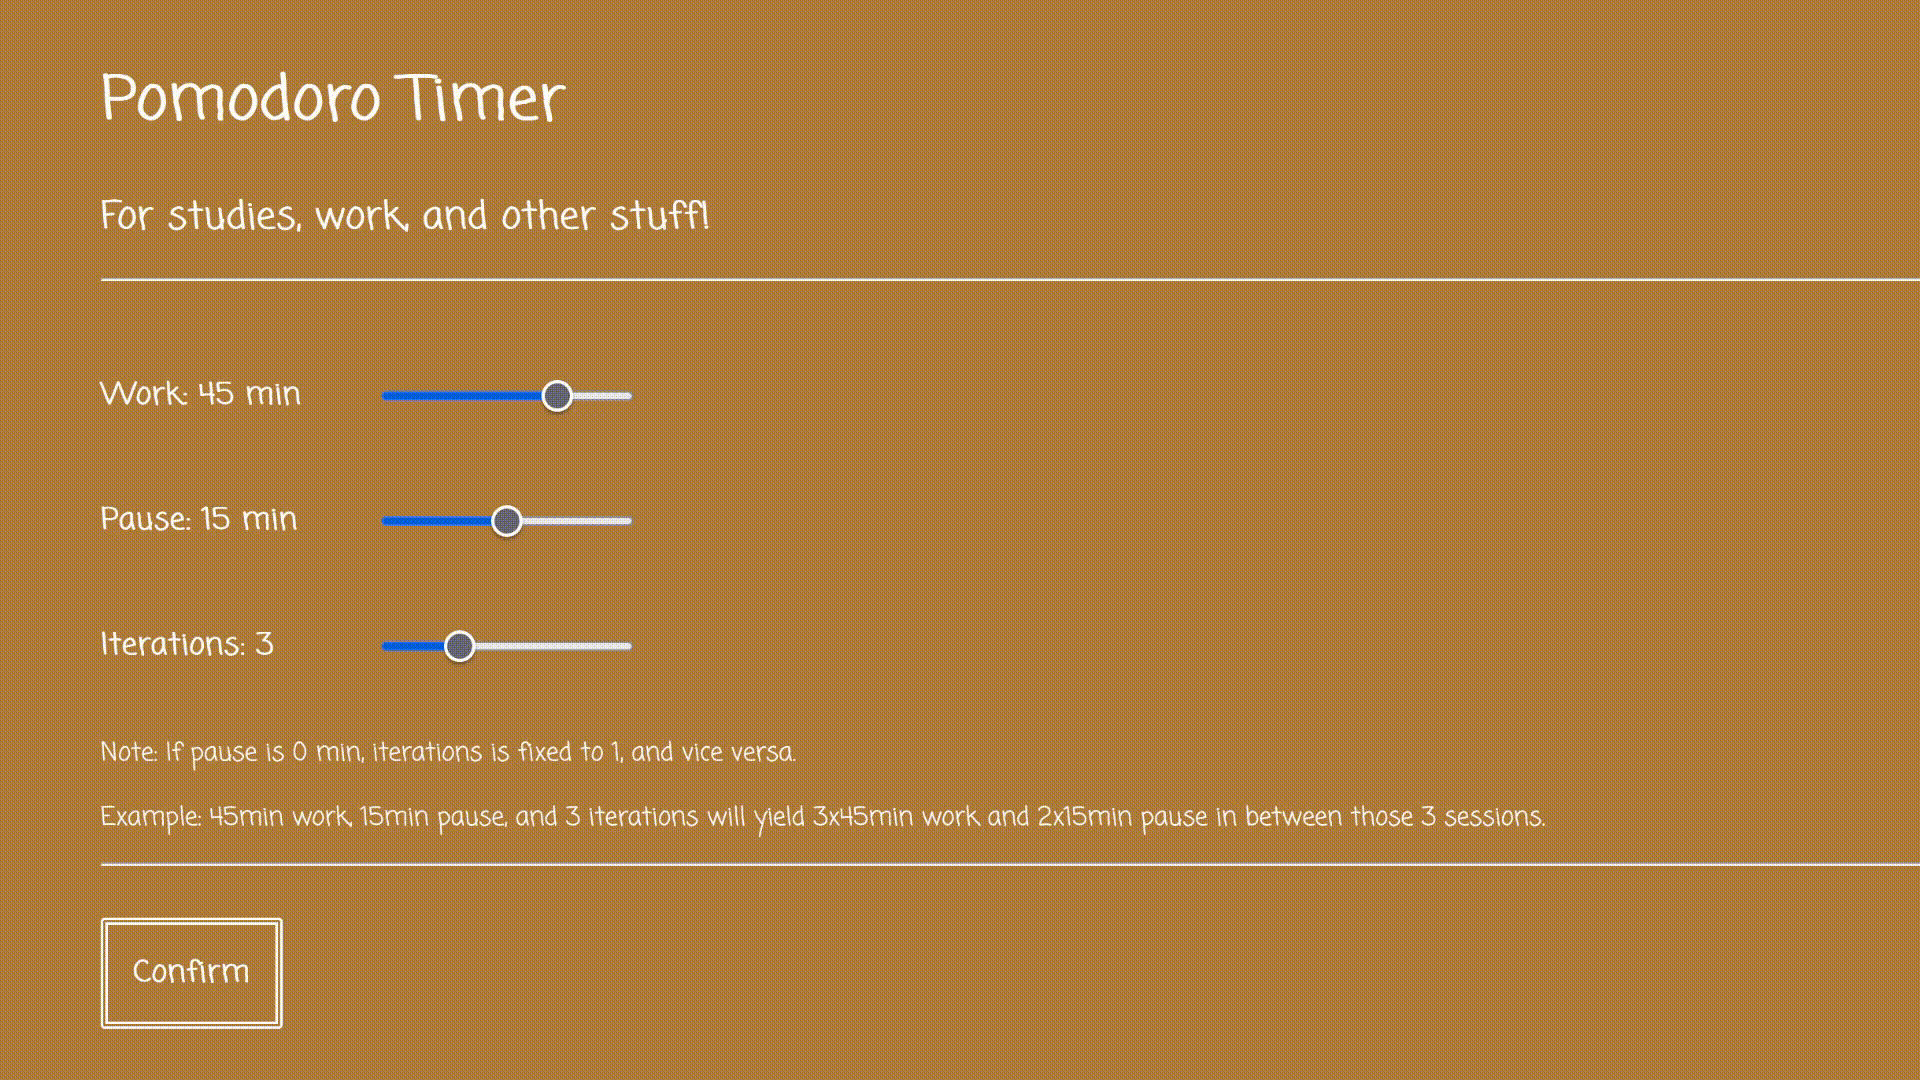 Pomodoro Timer
For studies, work, and other stuff!
Work: 45 min
Pause: 15 min
Iterations: 3
Note: If pause is 0 min, iterations is fixed to 1, and vice versa.
Example: 45min work, 15min pause, and 3 iterations will yield 3x45min work and 2x15min pause in between those 3 sessions.
Confirm